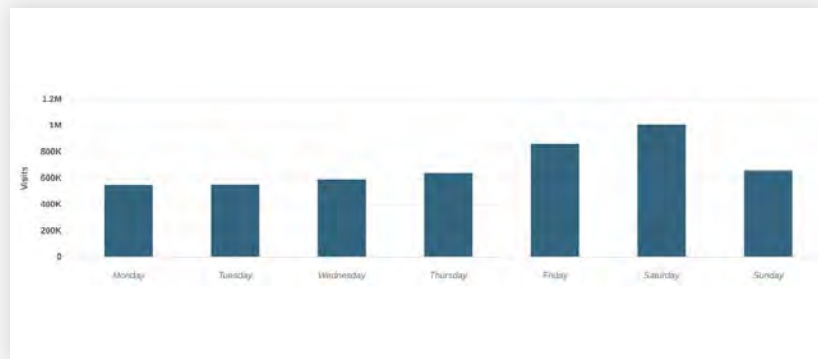 1.2M
1M
800K
600K
400K
200K
0
Visits
Monday Tuesday Wednesday Thursday Friday Saturday Sunday